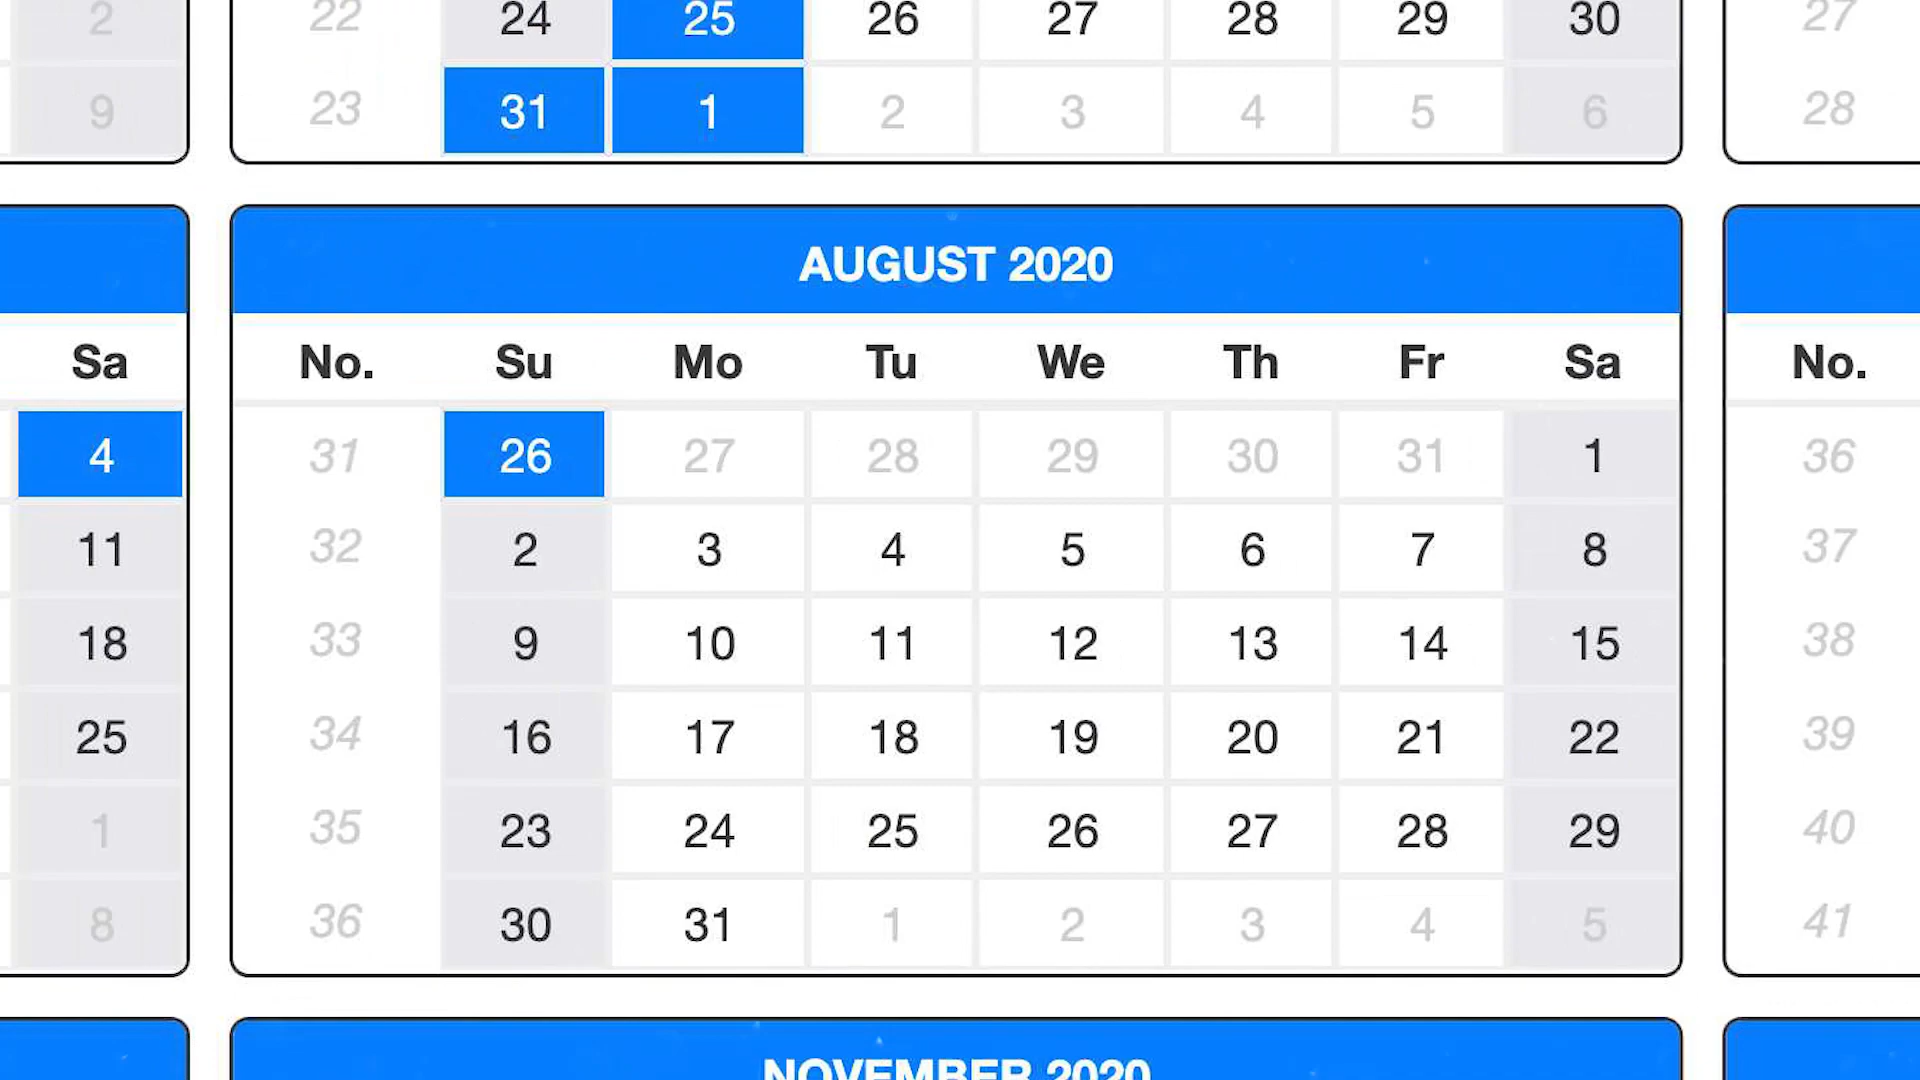 2 22 24 25 26 27 28 29 30 27
9 23 31 1 2 3 4 5 6 28
AUGUST 2020
Sa No. Su Mo Tu We Th Fr Sa No.
4 31 26 27 28 29 30 31 1 36
11 32 2 3 4 5 6 7 8 37
18 33 9 10 11 12 13 14 15 38
25 34 16 17 18 19 20 21 22 39
1 35 23 24 25 26 27 28 29 40
8 36 30 31 1 2 3 4 5 41
NOVEMBER 2020